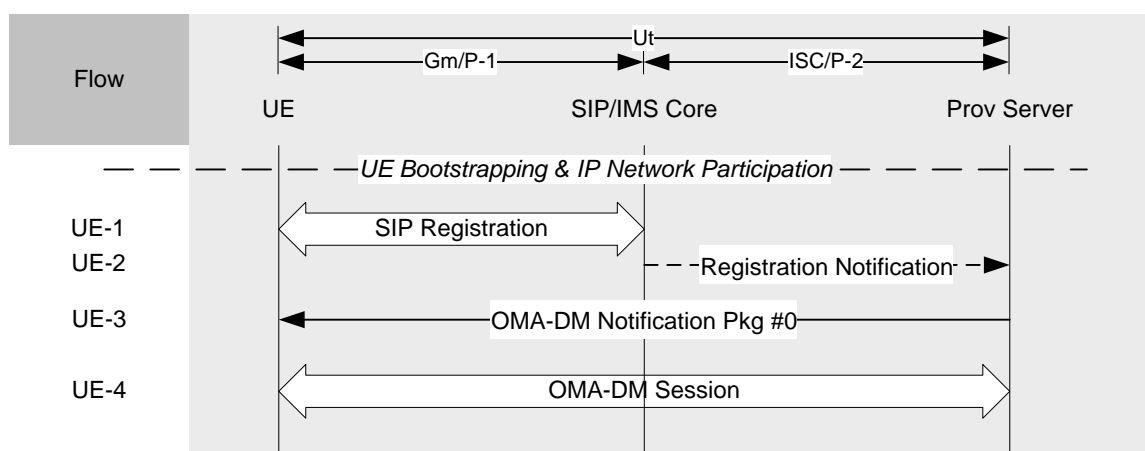 Ut
Flow
Gm/P-1
ISC/P-2
UE
SIP/IMS Core
Prov Server
UE Bootstrapping & IP Network Participation
UE-1
SIP Registration
UE-2
Registration Notification
UE-3
OMA-DM Notification Pkg #0
UE-4
OMA-DM Session